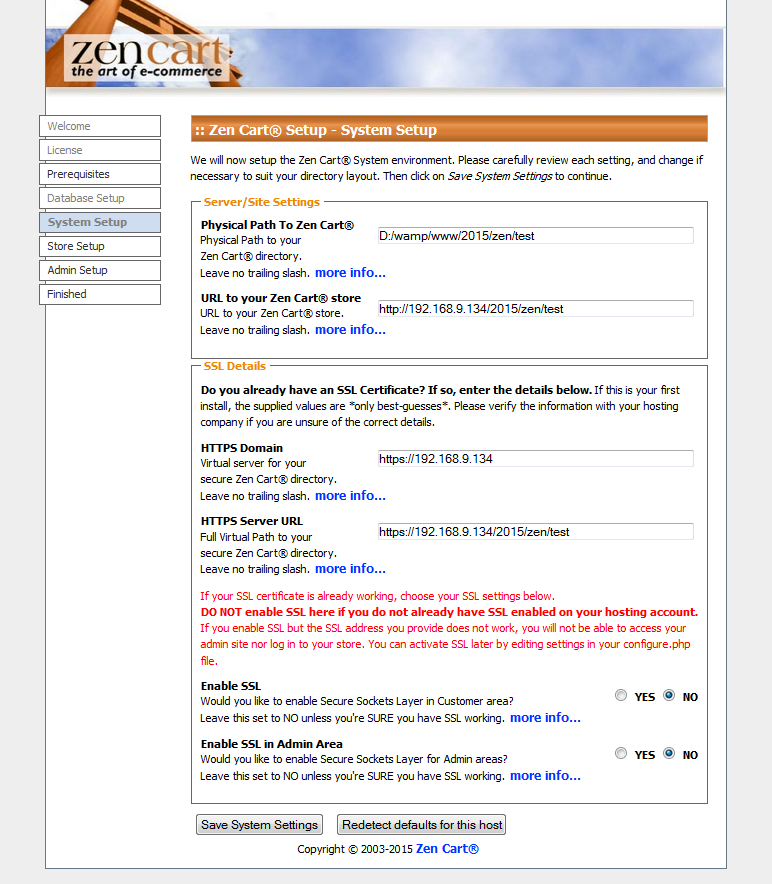 zencart
the art of e-commerce
Welcome
License
Prerequisites
Database Setup
System Setup
Store Setup
Admin Setup
Finished
:: Zen Cart® Setup - System Setup
We will now setup the Zen Cart® System environment. Please carefully review each setting, and change if
necessary to suit your directory layout. Then click on Save System Settings to continue.
Server/Site Settings
Physical Path To Zen Cart®
Physical Path to your
Zen Cart® directory.
Leave no trailing slash. more info...
D:/wamp/www/2015/zen/test
URL to your Zen Cart® store
URL to your Zen Cart® store.
Leave no trailing slash. more info...
http://192.168.9.134/2015/zen/test
SSL Details
Do you already have an SSL Certificate? If so, enter the details below. If this is your first
install, the supplied values are *only best-guesses*. Please verify the information with your hosting
company if you are unsure of the correct details.
HTTPS Domain
Virtual server for your
secure Zen Cart® directory.
Leave no trailing slash. more info...
https://192.168.9.134
HTTPS Server URL
Full Virtual Path to your
secure Zen Cart® directory.
Leave no trailing slash. more info...
https://192.168.9.134/2015/zen/test
If your SSL certificate is already working, choose your SSL settings below.
DO NOT enable SSL here if you do not already have SSL enabled on your hosting account.
If you enable SSL but the SSL address you provide does not work, you will not be able to access your
admin site nor log in to your store. You can activate SSL later by editing settings in your configure.php
file.
Enable SSL
Would you like to enable Secure Sockets Layer in Customer area?
Leave this set to NO unless you're SURE you have SSL working. more info...
YES NO
Enable SSL in Admin Area
Would you like to enable Secure Sockets Layer for Admin areas?
Leave this set to NO unless you're SURE you have SSL working. more info...
YES NO
Save System Settings Redetect defaults for this host
Copyright © 2003-2015 Zen Cart®